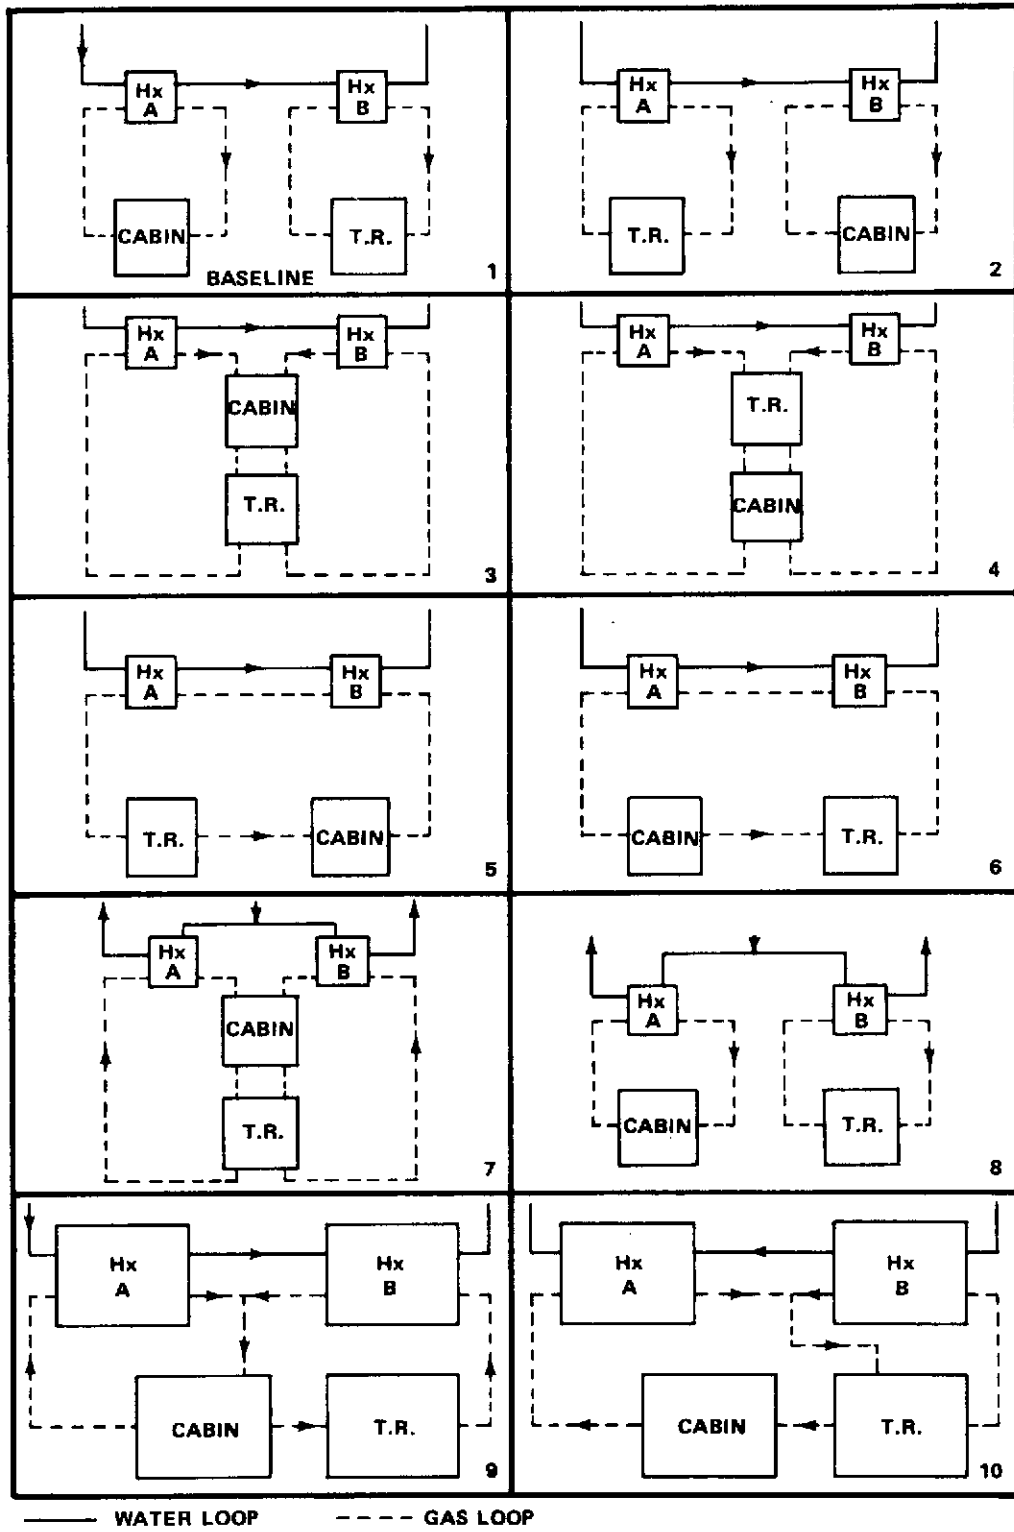 Hx A
Hx B
CABIN
T.R.
BASELINE
1
Hx A
Hx B
T.R.
CABIN
2
Hx A
Hx B
CABIN
T.R.
3
Hx A
Hx B
T.R.
CABIN
4
Hx A
Hx B
T.R.
CABIN
5
Hx A
Hx B
CABIN
T.R.
6
Hx A
Hx B
CABIN
T.R.
7
Hx A
Hx B
CABIN
T.R.
8
Hx A
Hx B
CABIN
T.R.
9
Hx A
Hx B
CABIN
T.R.
10
WATER LOOP
GAS LOOP